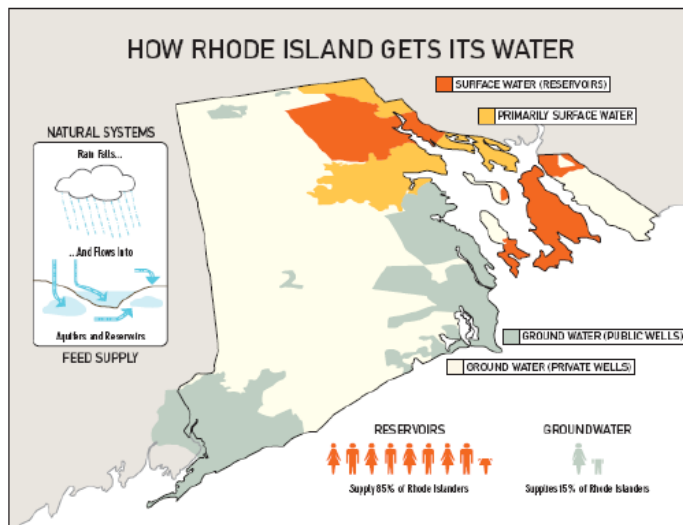 HOW RHODE ISLAND GETS ITS WATER
SURFACE WATER (RESERVOIRS)
PRIMARILY SURFACE WATER
NATURAL SYSTEMS
Rain Falls...
...And Flows Into
Aquifers and Reservoirs
FEED SUPPLY
GROUND WATER (PUBLIC WELLS)
GROUND WATER (PRIVATE WELLS)
RESERVOIRS
Supply 85% of Rhode Islanders
GROUNDWATER
Supplies 15% of Rhode Islanders